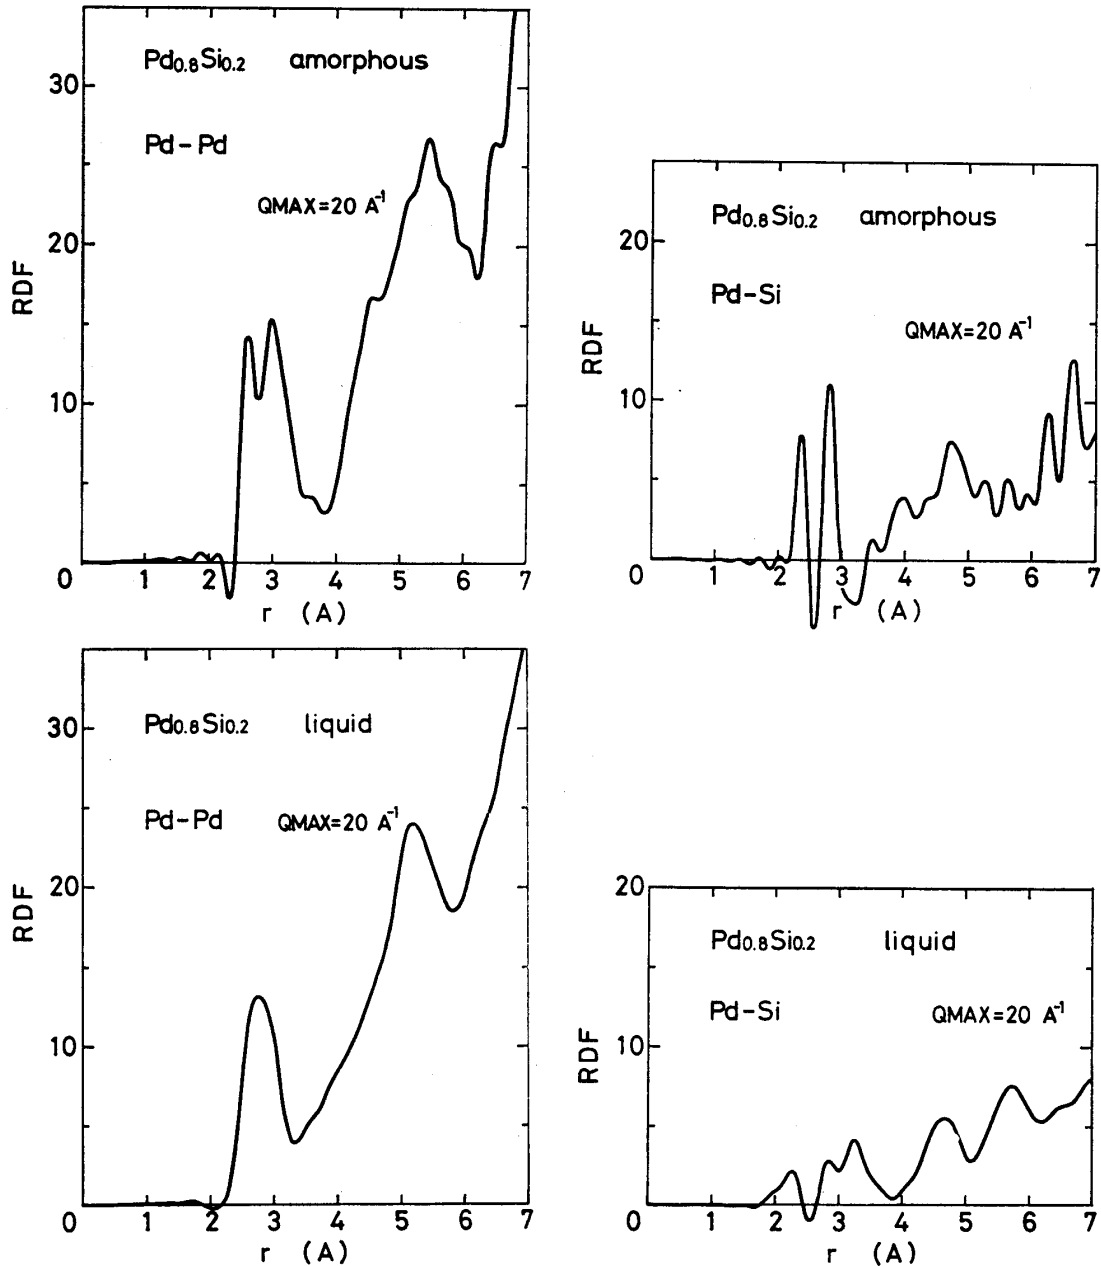 Pd0.8Si0.2 amorphous
30
Pd-Pd
QMAX=20 A-1
20
RDF
10
0 1 2 3 4 5 6 7
r (A)
Pd0.8Si0.2 amorphous
20
Pd-Si
QMAX=20 A-1
RDF
10
0 1 2 3 4 5 6 7
r (A)
Pd0.8Si0.2 liquid
30
Pd-Pd QMAX=20 A-1
20
RDF
10
0 1 2 3 4 5 6 7
r (A)
20
Pd0.8Si0.2 liquid
Pd-Si QMAX=20 A-1
RDF
10
0 1 2 3 4 5 6 7
r (A)